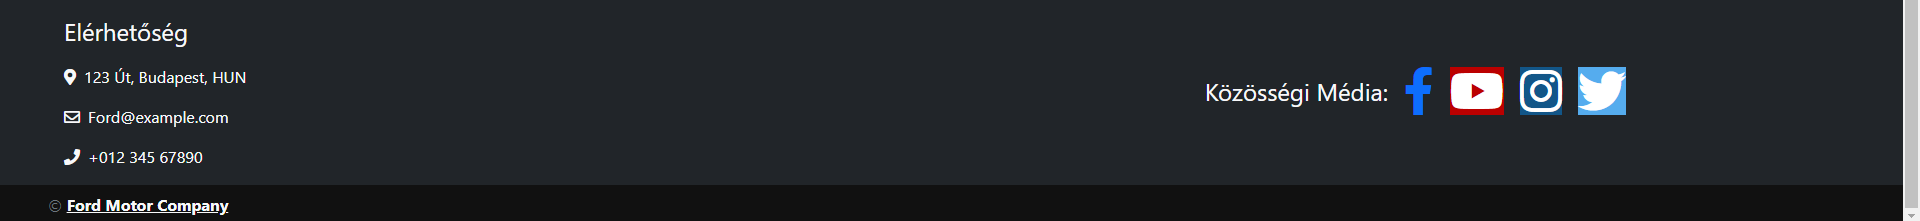 Elérhetőség
123 Út, Budapest, HUN
Ford@example.com
+012 345 67890
Közösségi Média:
© Ford Motor Company